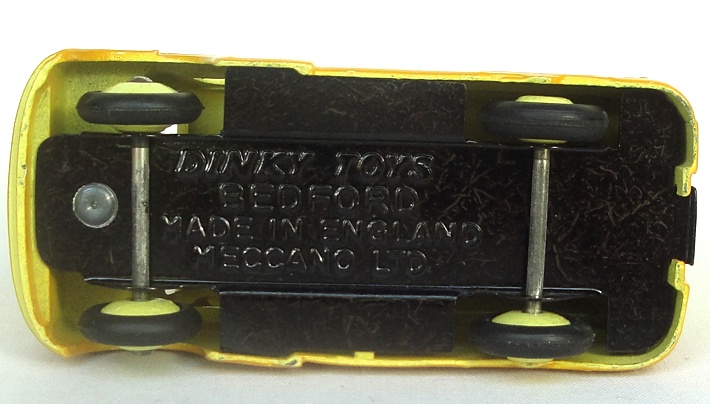 DINKY TOYS
BEDFORD
MADE IN ENGLAND
MECCANO LTD